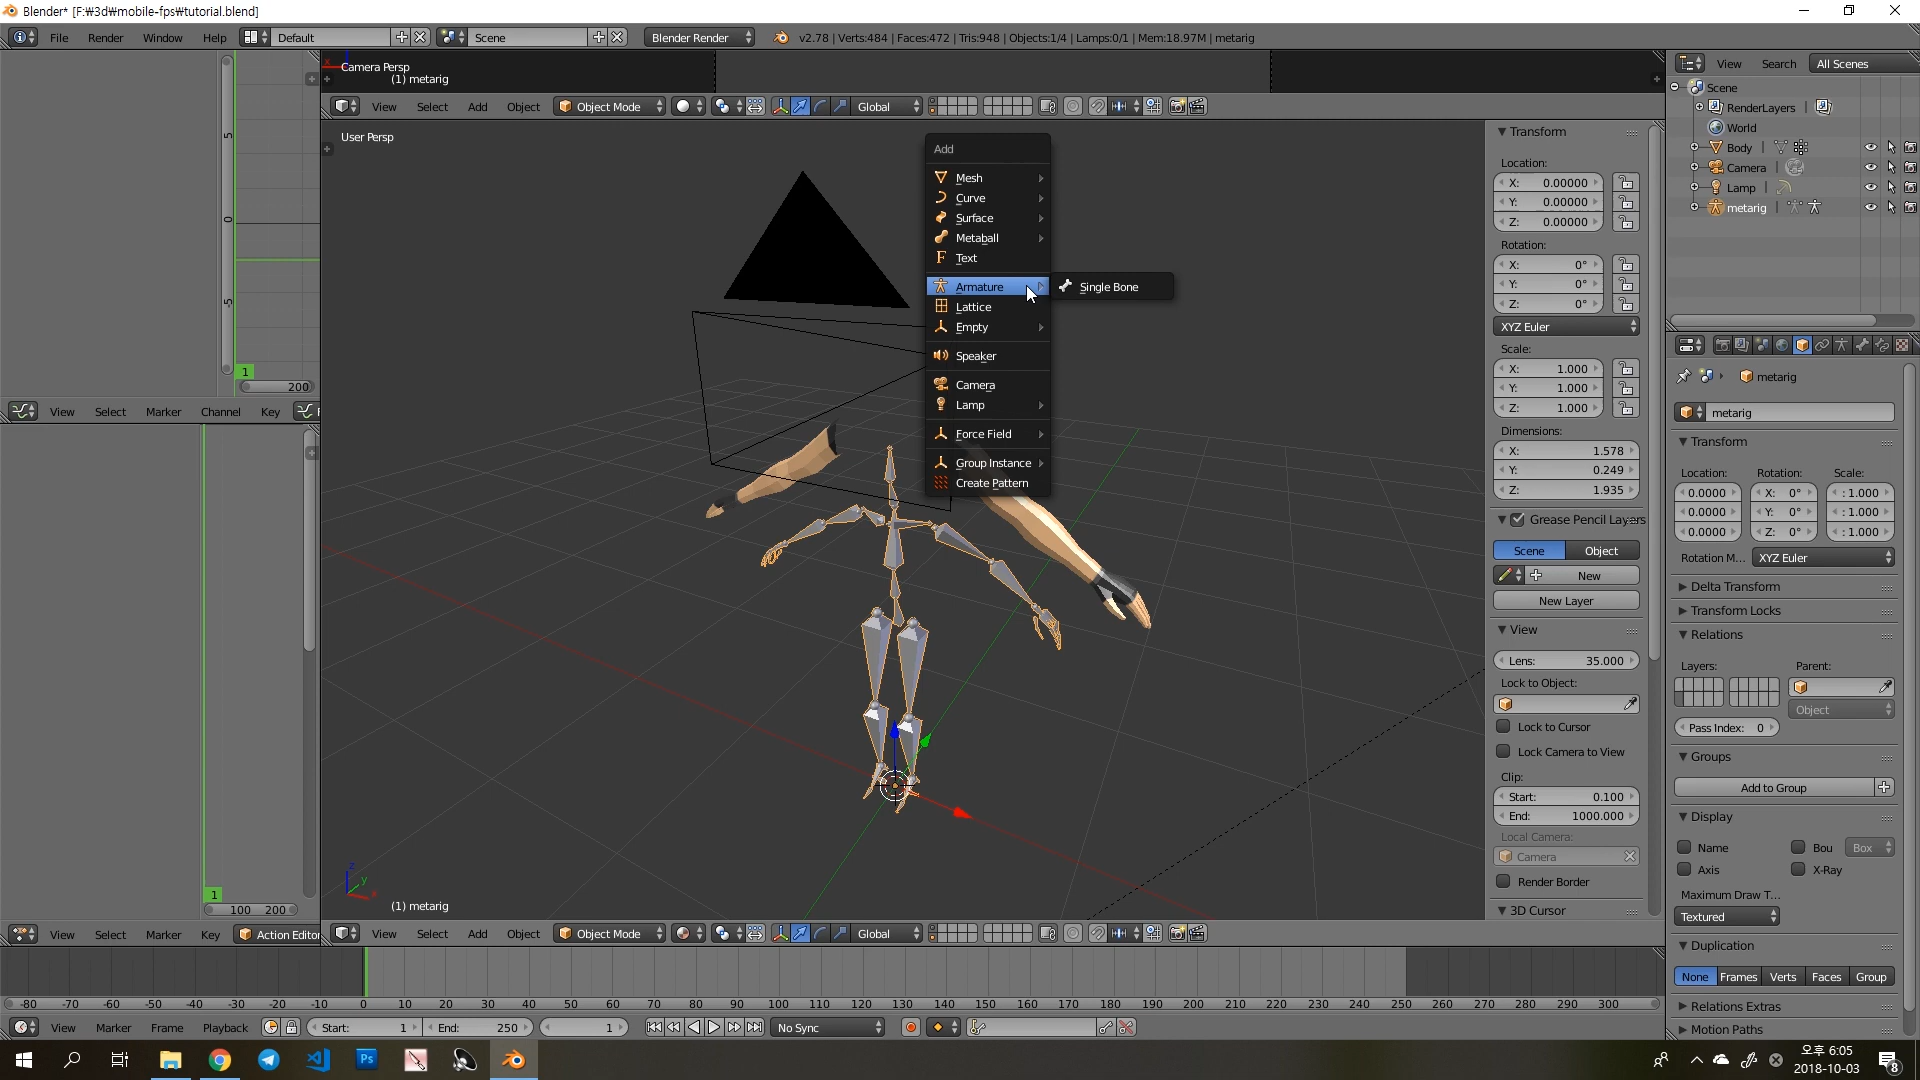 Blender* [F:₩3d₩mobile-fps₩tutorial.blend]
File Render Window Help Default Scene Blender Render v2.78 | Verts:484 | Faces:472 | Tris:948 | Objects:1/4 | Lamps:0/1 | Mem:18.97M | metarig
Camera Persp
(1) metarig
View Select Add Object Object Mode Global
User Persp
Add
Mesh
Curve
Surface
Metaball
Text
Armature
Single Bone
Lattice
Empty
Speaker
Camera
Lamp
Force Field
Group Instance
Create Pattern
(1) metarig
View Select Add Object Object Mode Global
5
0
-5
1
200
View Select Marker Channel Key F
1
100 200
View Select Marker Key Action Editor
Transform
Location:
X: 0.00000
Y: 0.00000
Z: 0.00000
Rotation:
X: 0°
Y: 0°
Z: 0°
XYZ Euler
Scale:
X: 1.000
Y: 1.000
Z: 1.000
Dimensions:
X: 1.578
Y: 0.249
Z: 1.935
Grease Pencil Layers
Scene Object
New
New Layer
View
Lens: 35.000
Lock to Object:
Lock to Cursor
Lock Camera to View
Clip:
Start: 0.100
End: 1000.000
Local Camera:
Camera
Render Border
3D Cursor
View Search All Scenes
Scene
RenderLayers |
World
Body |
Camera |
Lamp |
metarig |
metarig
metarig
Transform
Location: Rotation: Scale:
0.0000 X: 0° : 1.000
0.0000 Y: 0° : 1.000
0.0000 Z: 0° : 1.000
Rotation M... XYZ Euler
Delta Transform
Transform Locks
Relations
Layers: Parent:
Object
Pass Index: 0
Groups
Add to Group
Display
Name Bou Box
Axis X-Ray
Maximum Draw T...
Textured
Duplication
None Frames Verts Faces Group
Relations Extras
Motion Paths
-80 -70 -60 -50 -40 -30 -20 -10 0 10 20 30 40 50 60 70 80 90 100 110 120 130 140 150 160 170 180 190 200 210 220 230 240 250 260 270 280 290 300
View Marker Frame Playback Start: 1 End: 250 1 No Sync
Ps
오후 6:05
2018-10-03
8